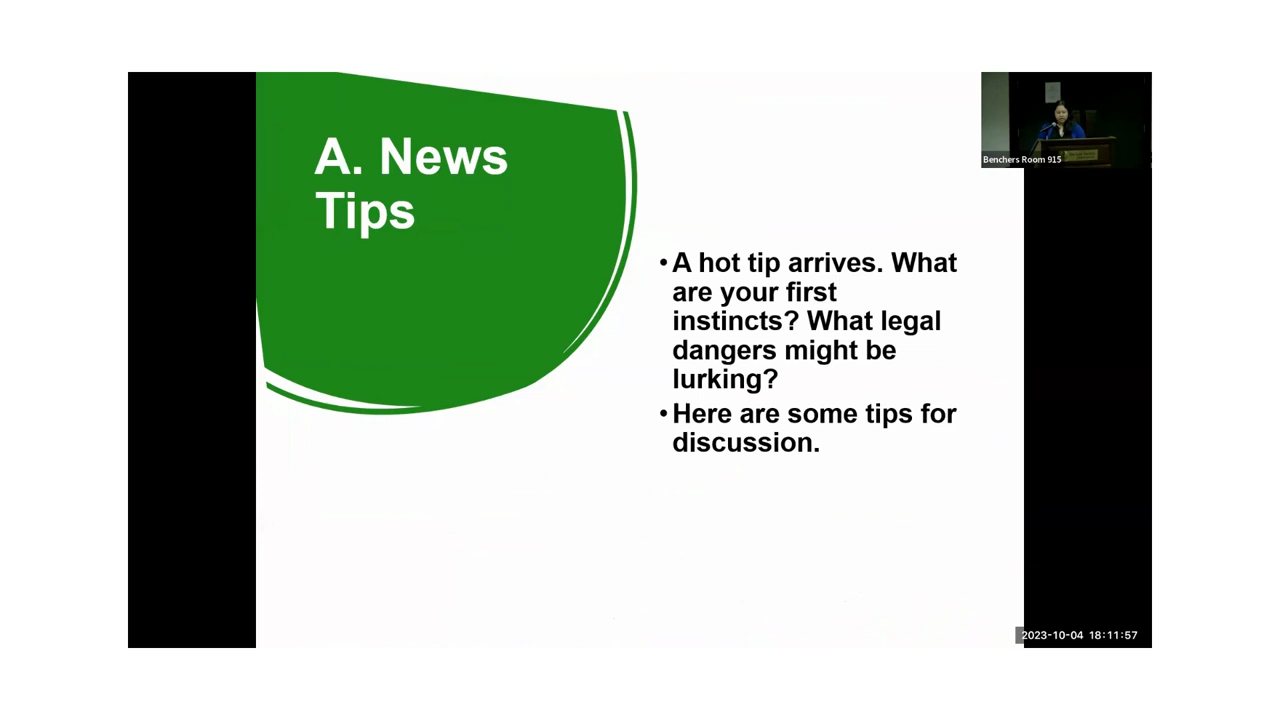 A. News
Tips
• A hot tip arrives. What
are your first
instincts? What legal
dangers might be
lurking?
• Here are some tips for
discussion.
Benchers Room 915
2023-10-04 18:11:57